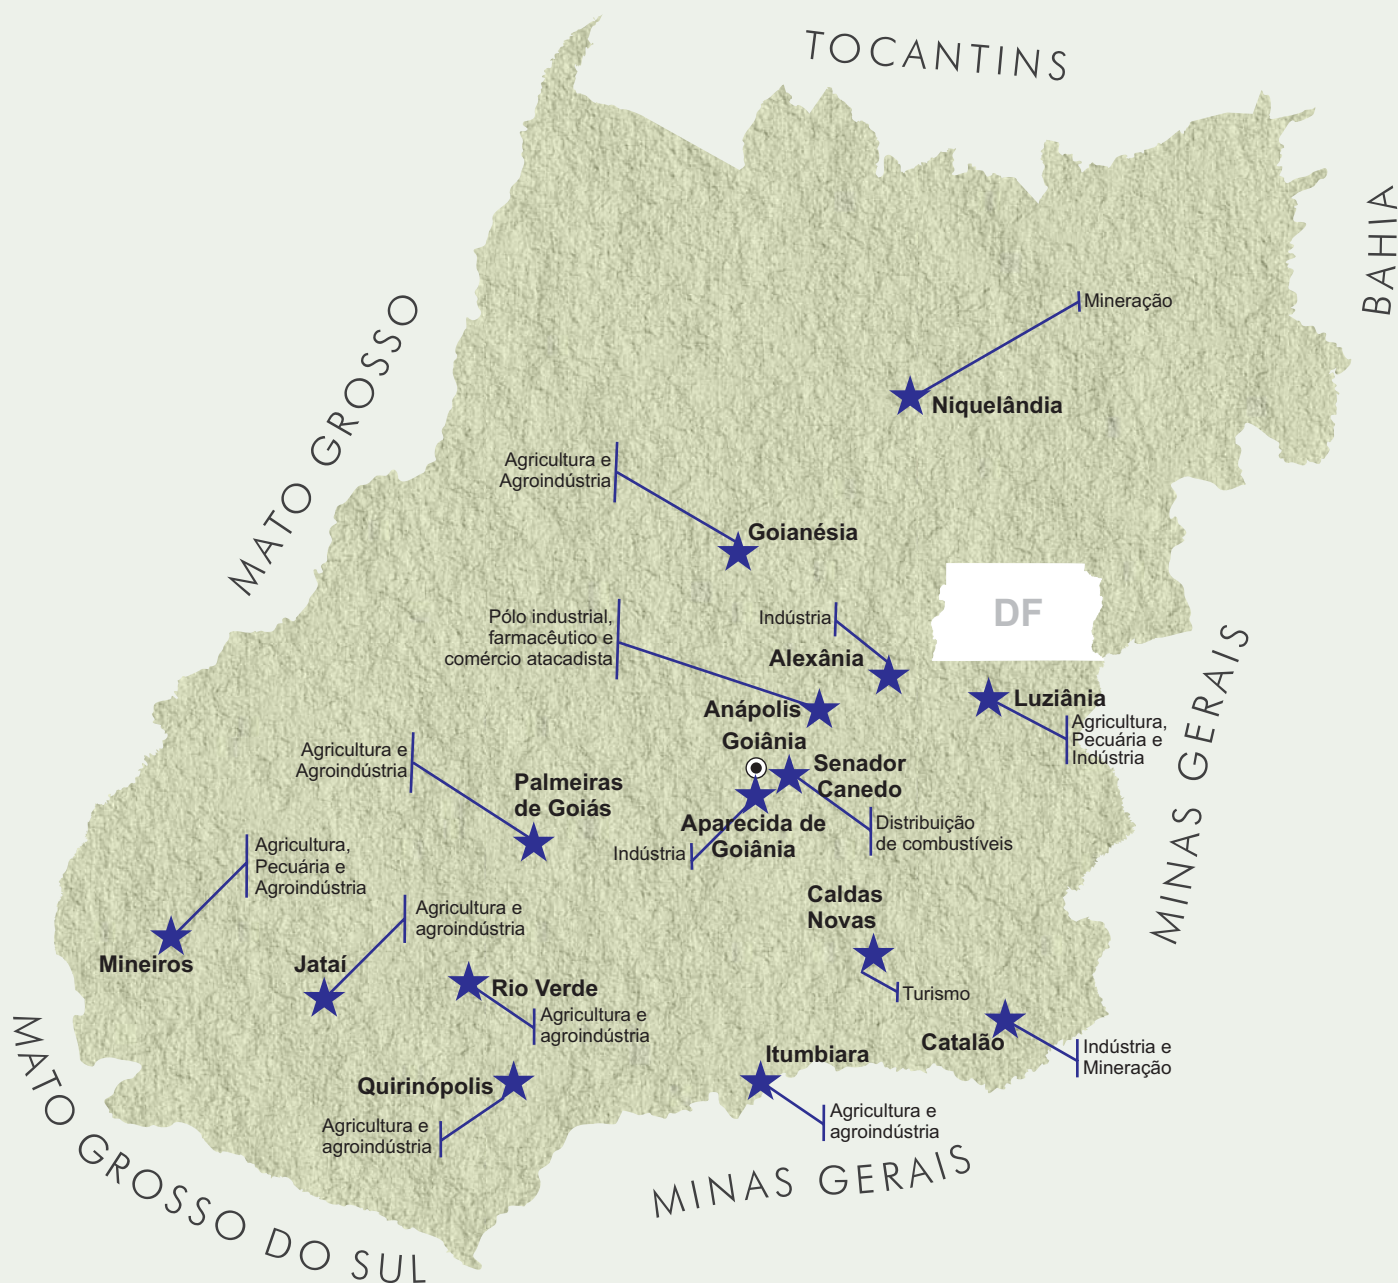 TOCANTINS
BAHIA
MATO GROSSO
Mineração
Niquelândia
Agricultura e
Agroindústria
Goianésia
DF
Pólo industrial,
farmacêutico e
comércio atacadista
Indústria
Alexânia
Anápolis
Luziânia
Agricultura,
Pecuária e
Indústria
MINAS GERAIS
Goiânia
Senador
Canedo
Distribuição
de combustíveis
Aparecida de
Goiânia
Indústria
Agricultura e
Agroindústria
Palmeiras
de Goiás
Agricultura,
Pecuária e
Agroindústria
Mineiros
Agricultura e
agroindústria
Jataí
Rio Verde
Agricultura e
agroindústria
Caldas
Novas
Turismo
Catalão
Indústria e
Mineração
Itumbiara
Agricultura e
agroindústria
Quirinópolis
Agricultura e
agroindústria
MINAS GERAIS
MATO GROSSO DO SUL